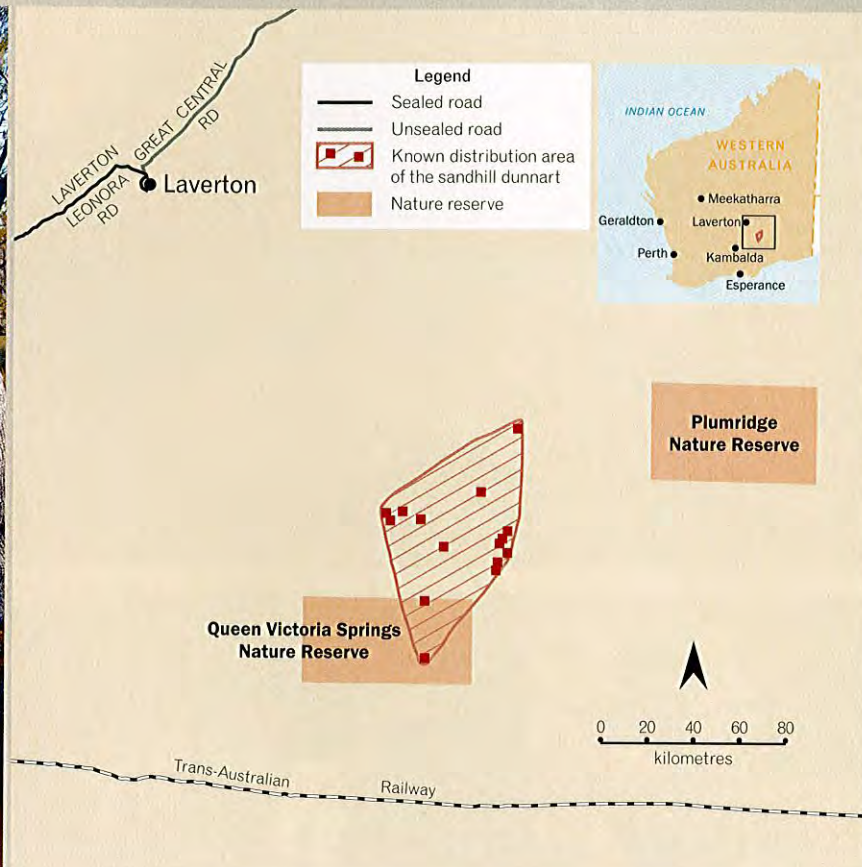 LAVERTON
LEONORA
RD
GREAT CENTRAL
RD
Laverton
Legend
Sealed road
Unsealed road
Known distribution area
of the sandhill dunnart
Nature reserve
INDIAN OCEAN
WESTERN
AUSTRALIA
Meekatharra
Geraldton
Laverton
Perth
Kambalda
Esperance
Plumridge
Nature Reserve
Queen Victoria Springs
Nature Reserve
0 20 40 60 80
kilometres
Trans-Australian Railway